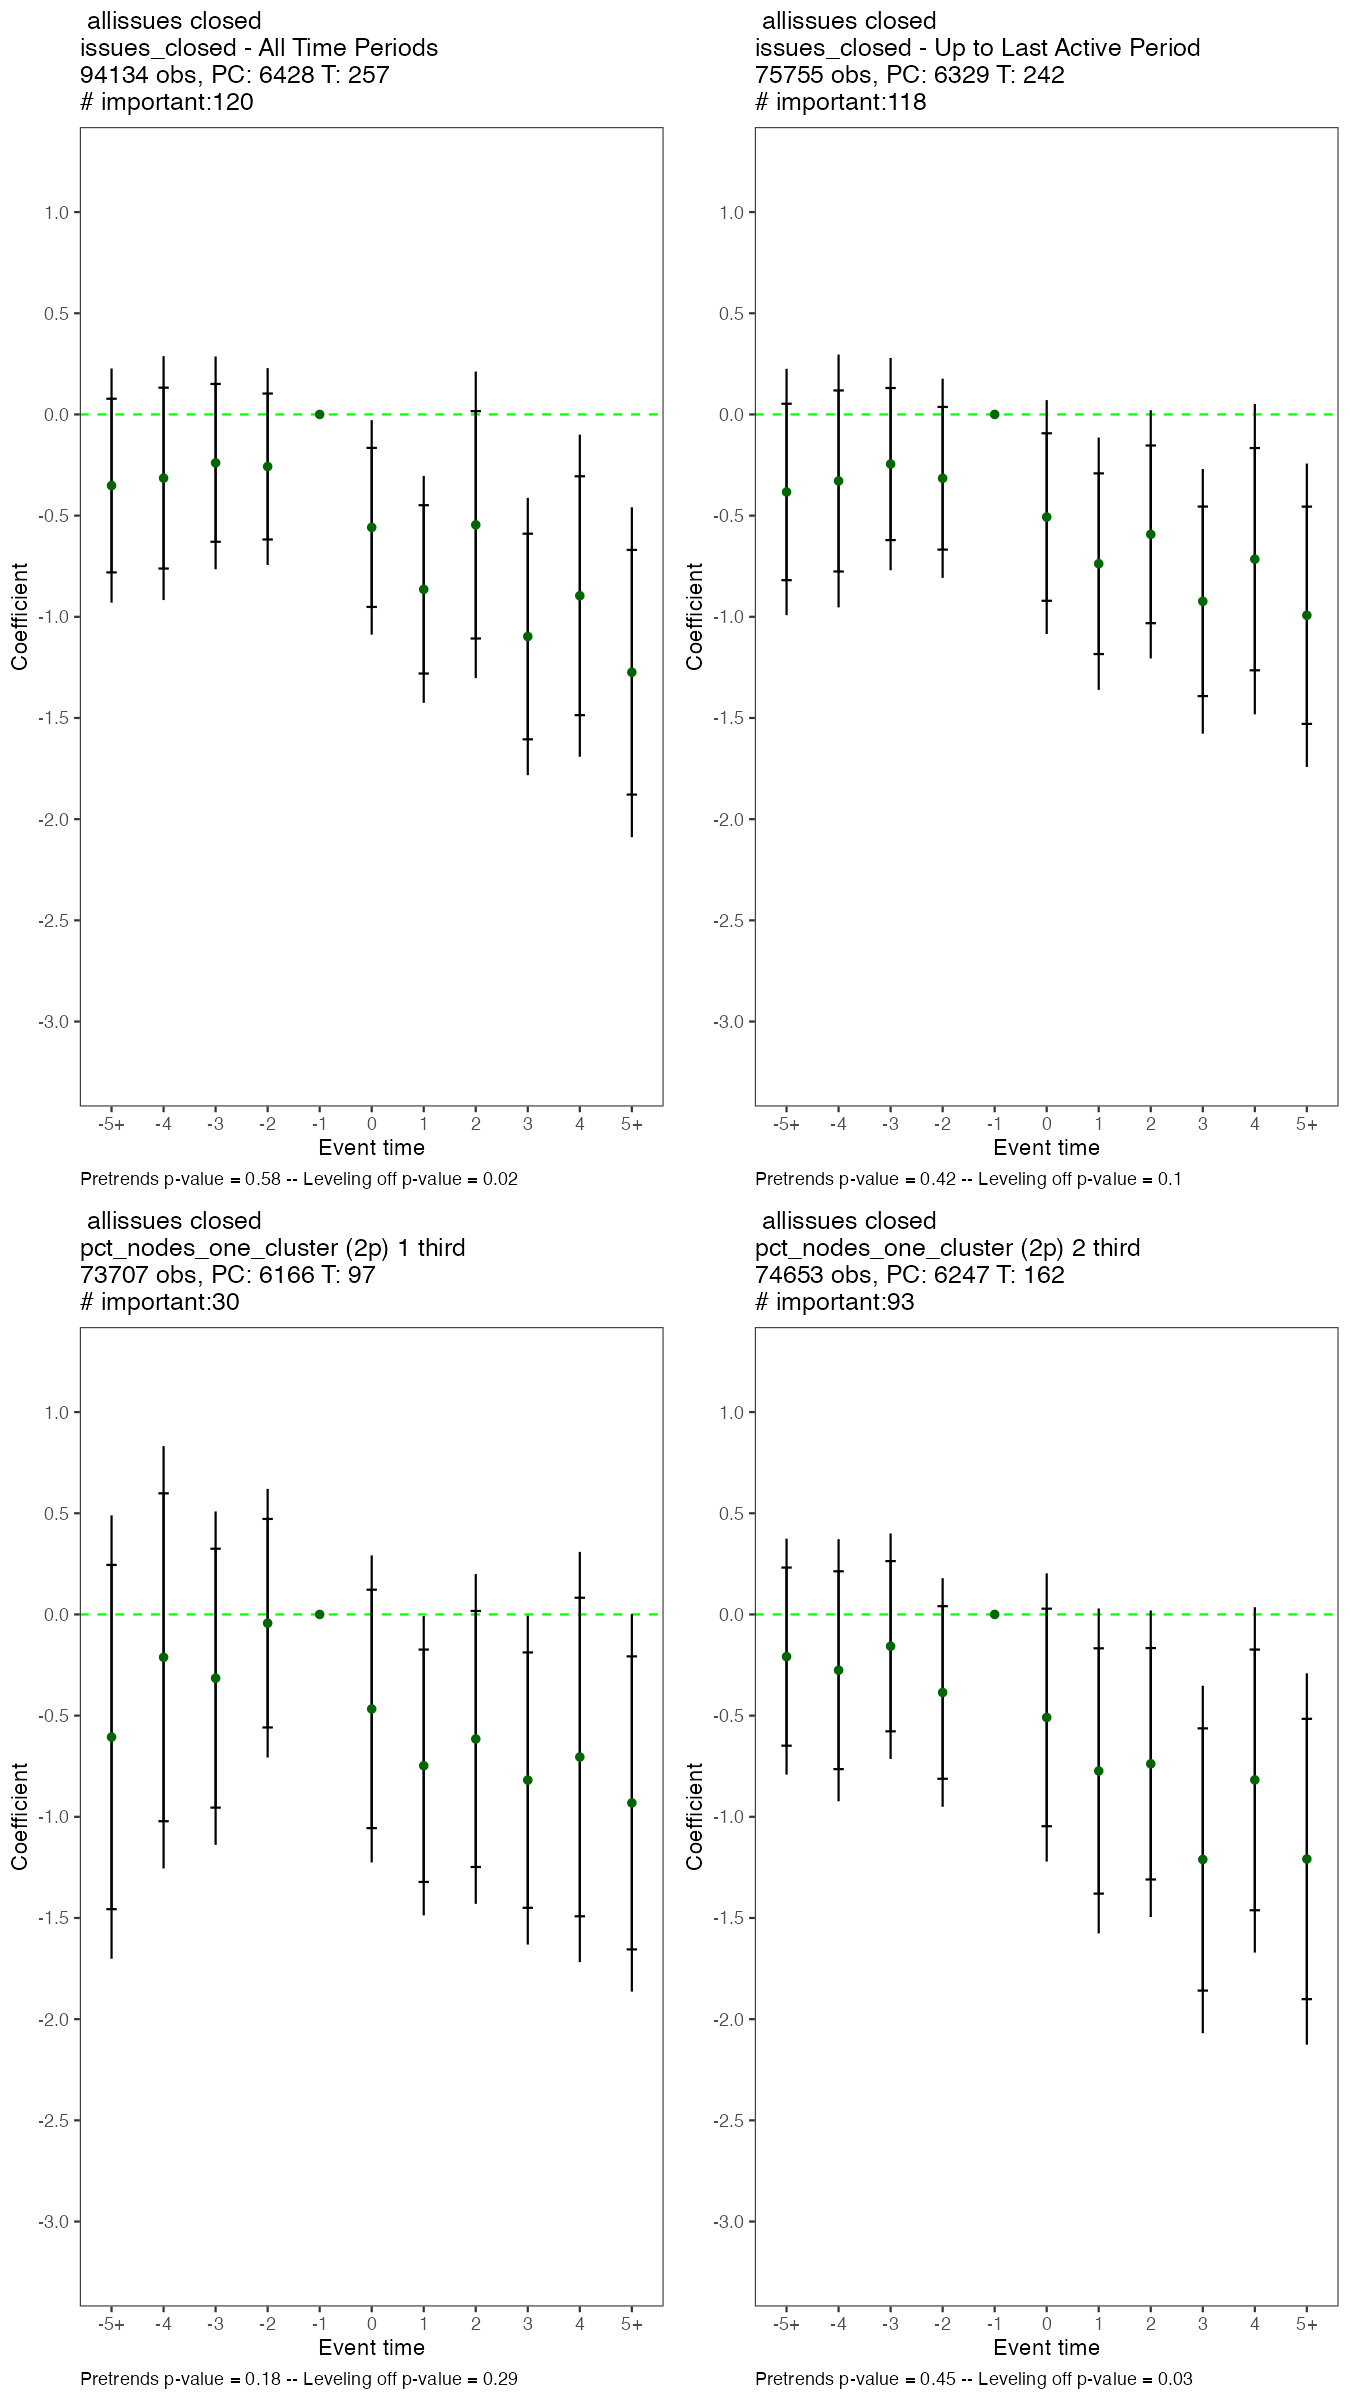 allissues closed
issues_closed - All Time Periods
94134 obs, PC: 6428 T: 257
# important:120
1.0
0.5
0.0
-0.5
-1.0
-1.5
-2.0
-2.5
-3.0
Coefficient
-5+ -4 -3 -2 -1 0 1 2 3 4 5+
Event time
Pretrends p-value = 0.58 -- Leveling off p-value = 0.02
allissues closed
issues_closed - Up to Last Active Period
75755 obs, PC: 6329 T: 242
# important:118
1.0
0.5
0.0
-0.5
-1.0
-1.5
-2.0
-2.5
-3.0
Coefficient
-5+ -4 -3 -2 -1 0 1 2 3 4 5+
Event time
Pretrends p-value = 0.42 -- Leveling off p-value = 0.1
allissues closed
pct_nodes_one_cluster (2p) 1 third
73707 obs, PC: 6166 T: 97
# important:30
1.0
0.5
0.0
-0.5
-1.0
-1.5
-2.0
-2.5
-3.0
Coefficient
-5+ -4 -3 -2 -1 0 1 2 3 4 5+
Event time
Pretrends p-value = 0.18 -- Leveling off p-value = 0.29
allissues closed
pct_nodes_one_cluster (2p) 2 third
74653 obs, PC: 6247 T: 162
# important:93
1.0
0.5
0.0
-0.5
-1.0
-1.5
-2.0
-2.5
-3.0
Coefficient
-5+ -4 -3 -2 -1 0 1 2 3 4 5+
Event time
Pretrends p-value = 0.45 -- Leveling off p-value = 0.03